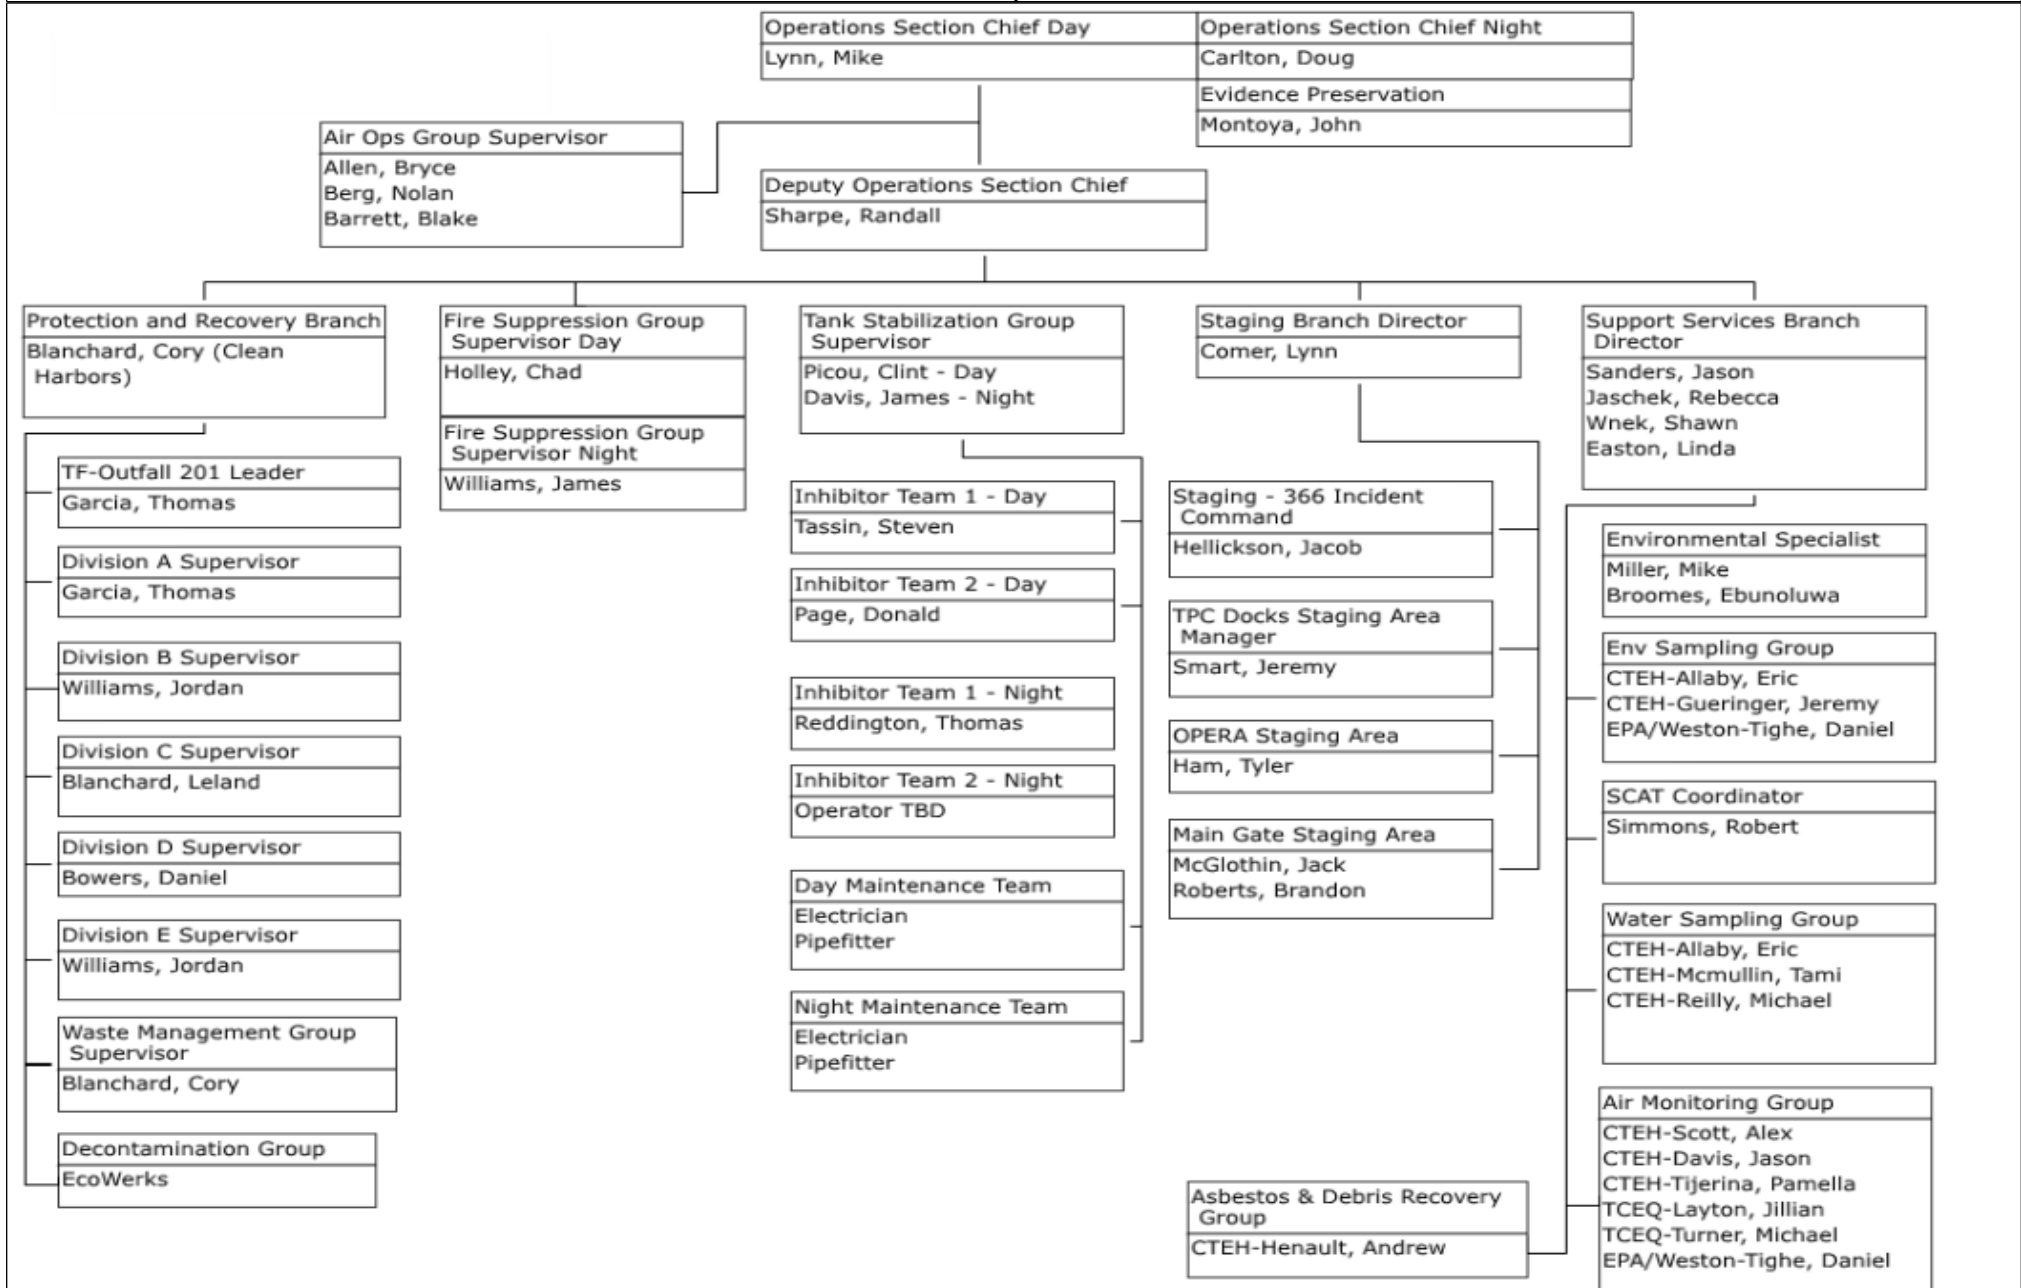 Operations Section Chief Day
Lynn, Mike
Operations Section Chief Night
Carlton, Doug
Evidence Preservation
Montoya, John
Air Ops Group Supervisor
Allen, Bryce
Berg, Nolan
Barrett, Blake
Deputy Operations Section Chief
Sharpe, Randall
Protection and Recovery Branch
Blanchard, Cory (Clean
Harbors)
TF-Outfall 201 Leader
Garcia, Thomas
Division A Supervisor
Garcia, Thomas
Division B Supervisor
Williams, Jordan
Division C Supervisor
Blanchard, Leland
Division D Supervisor
Bowers, Daniel
Division E Supervisor
Williams, Jordan
Waste Management Group
Supervisor
Blanchard, Cory
Decontamination Group
EcoWerks
Fire Suppression Group
Supervisor Day
Holley, Chad
Fire Suppression Group
Supervisor Night
Williams, James
Tank Stabilization Group
Supervisor
Picou, Clint - Day
Davis, James - Night
Inhibitor Team 1 - Day
Tassin, Steven
Inhibitor Team 2 - Day
Page, Donald
Inhibitor Team 1 - Night
Reddington, Thomas
Inhibitor Team 2 - Night
Operator TBD
Day Maintenance Team
Electrician
Pipefitter
Night Maintenance Team
Electrician
Pipefitter
Staging Branch Director
Comer, Lynn
Staging - 366 Incident
Command
Hellickson, Jacob
TPC Docks Staging Area
Manager
Smart, Jeremy
OPERA Staging Area
Ham, Tyler
Main Gate Staging Area
McGlothin, Jack
Roberts, Brandon
Support Services Branch
Director
Sanders, Jason
Jaschek, Rebecca
Wnek, Shawn
Easton, Linda
Environmental Specialist
Miller, Mike
Broomes, Ebunoluwa
Env Sampling Group
CTEH-Allaby, Eric
CTEH-Gueringer, Jeremy
EPA/Weston-Tighe, Daniel
SCAT Coordinator
Simmons, Robert
Water Sampling Group
CTEH-Allaby, Eric
CTEH-Mcmullin, Tami
CTEH-Reilly, Michael
Air Monitoring Group
CTEH-Scott, Alex
CTEH-Davis, Jason
CTEH-Tijerina, Pamella
TCEQ-Layton, Jillian
TCEQ-Turner, Michael
EPA/Weston-Tighe, Daniel
Asbestos & Debris Recovery
Group
CTEH-Henault, Andrew